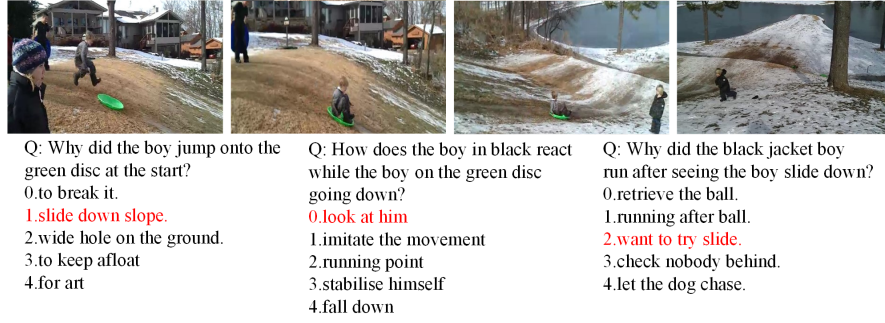 Q: Why did the boy jump onto the
green disc at the start?
0.to break it.
1.slide down slope.
2.wide hole on the ground.
3.to keep afloat
4.for art
Q: How does the boy in black react
while the boy on the green disc
going down?
0.look at him
1.imitate the movement
2.running point
3.stabilise himself
4.fall down
Q: Why did the black jacket boy
run after seeing the boy slide down?
0.retrieve the ball.
1.running after ball.
2.want to try slide.
3.check nobody behind.
4.let the dog chase.